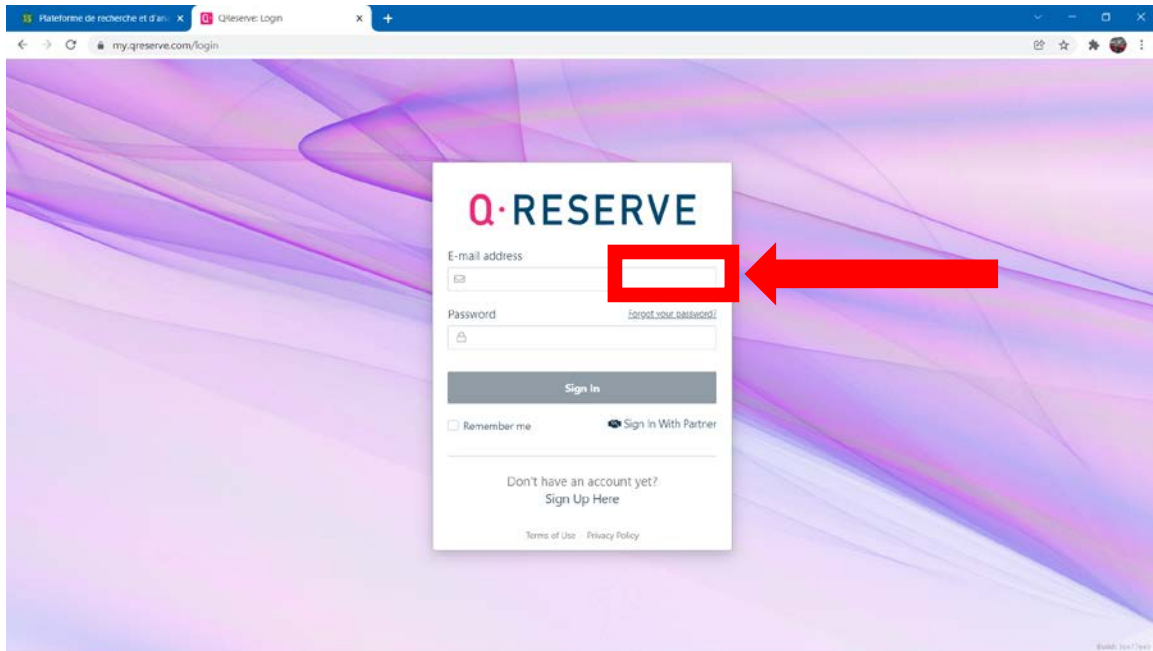 Plateforme de recherche et d'an
QReserve: Login
my.qreserve.com/login
Q·RESERVE
E-mail address
Password
Forgot your password?
Sign In
Remember me
Sign In With Partner
Don't have an account yet?
Sign Up Here
Terms of Use
Privacy Policy
Build: